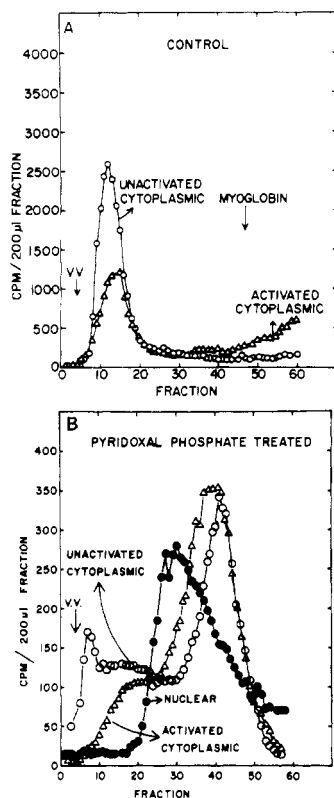 A
CONTROL
4500
4000
3500
3000
2500
2000
1500
1000
500
0
CPM/200 µl FRACTION
UNACTIVATED
CYTOPLASMIC
MYOGLOBIN
V.V.
ACTIVATED
CYTOPLASMIC
0 10 20 30 40 50 60
FRACTION
B
PYRIDOXAL PHOSPHATE TREATED
400
350
300
250
200
150
100
50
0
CPM/200 µl FRACTION
UNACTIVATED
CYTOPLASMIC
V.V.
NUCLEAR
ACTIVATED
CYTOPLASMIC
0 10 20 30 40 50 60
FRACTION